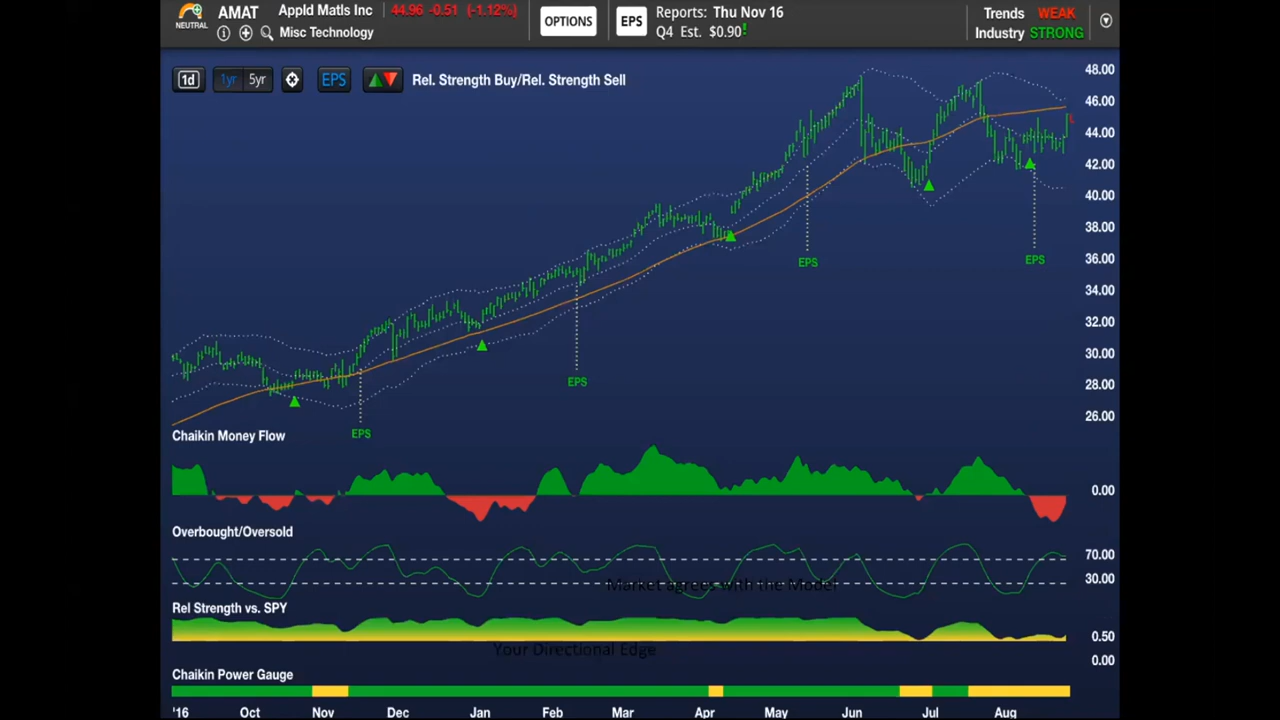 NEUTRAL
AMAT Appld Matls Inc 44.96 -0.51 (-1.12%)
Misc Technology
OPTIONS
EPS
Reports: Thu Nov 16
Q4 Est. $0.90!
Trends WEAK
Industry STRONG
1d 1yr 5yr EPS Rel. Strength Buy/Rel. Strength Sell
48.00
46.00
44.00
42.00
40.00
38.00
36.00
34.00
32.00
30.00
28.00
26.00
EPS
EPS
EPS
EPS
Chaikin Money Flow
0.00
Overbought/Oversold
70.00
30.00
Market agrees with the Model
Rel Strength vs. SPY
0.50
0.00
Your Directional Edge
Chaikin Power Gauge
'16 Oct Nov Dec Jan Feb Mar Apr May Jun Jul Aug